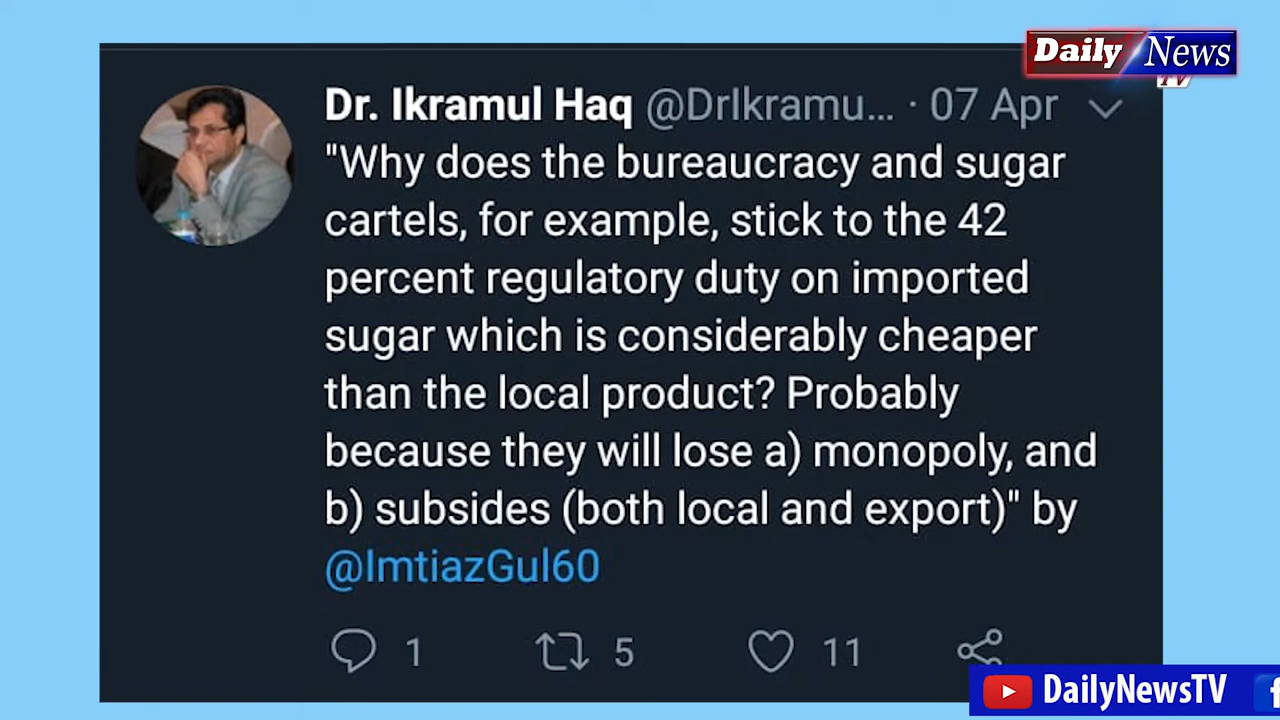 Daily News
TV
Dr. Ikramul Haq @DrIkramu... · 07 Apr
"Why does the bureaucracy and sugar
cartels, for example, stick to the 42
percent regulatory duty on imported
sugar which is considerably cheaper
than the local product? Probably
because they will lose a) monopoly, and
b) subsides (both local and export)" by
@ImtiazGul60
1 5 11
DailyNewsTV